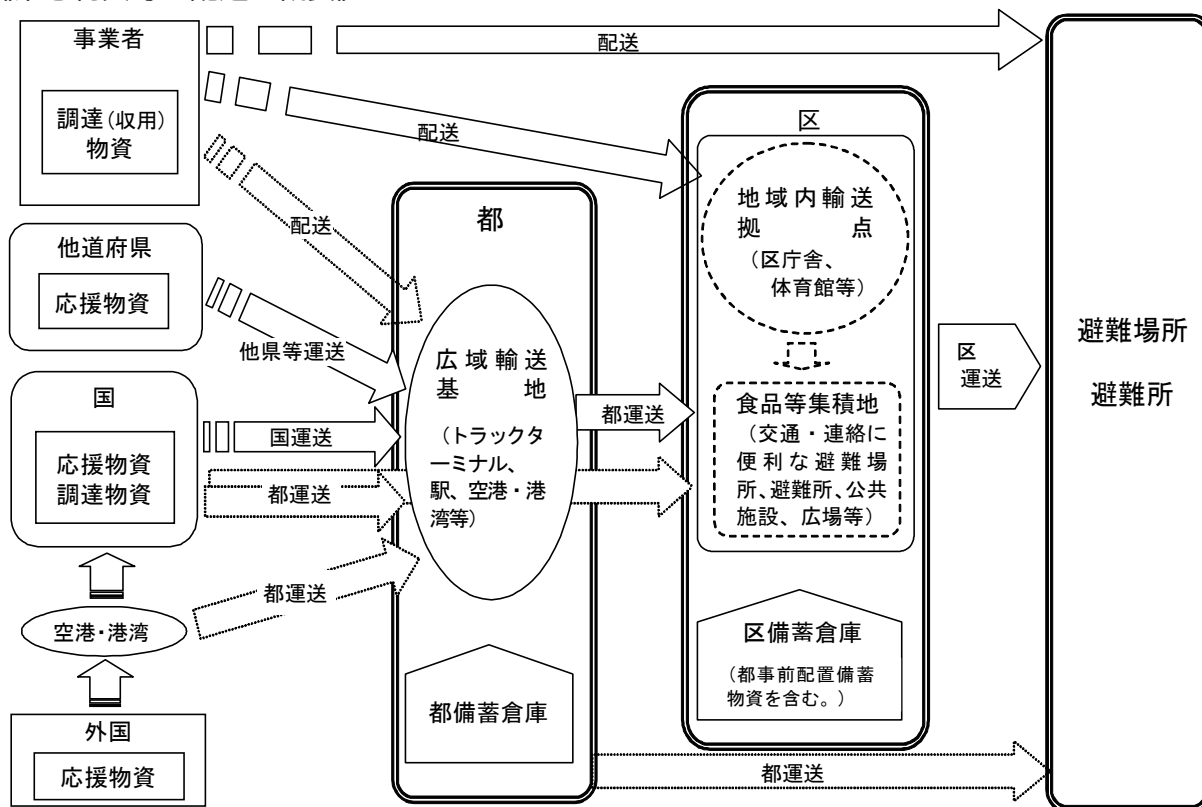 事業者
調達(収用)
物資
配送
配送
配送
他道府県
応援物資
他県等運送
国
応援物資
調達物資
国運送
都運送
都運送
空港・港湾
外国
応援物資
都
広域輸送
基地
(トラックタ
ーミナル、
駅、空港・港
湾等)
都備蓄倉庫
都運送
区
地域内輸送
拠点
(区庁舎、
体育館等)
食品等集積地
(交通・連絡に
便利な避難場
所、避難所、公共
施設、広場等)
区備蓄倉庫
(都事前配置備蓄
物資を含む。)
都運送
区
運送
避難場所
避難所